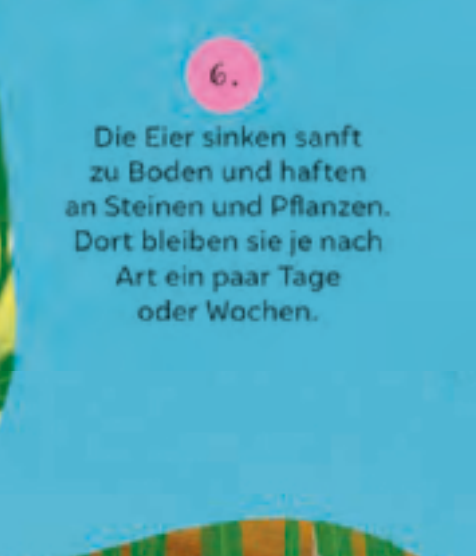 6.
Die Eier sinken sanft
zu Boden und haften
an Steinen und Pflanzen.
Dort bleiben sie je nach
Art ein paar Tage
oder Wochen.